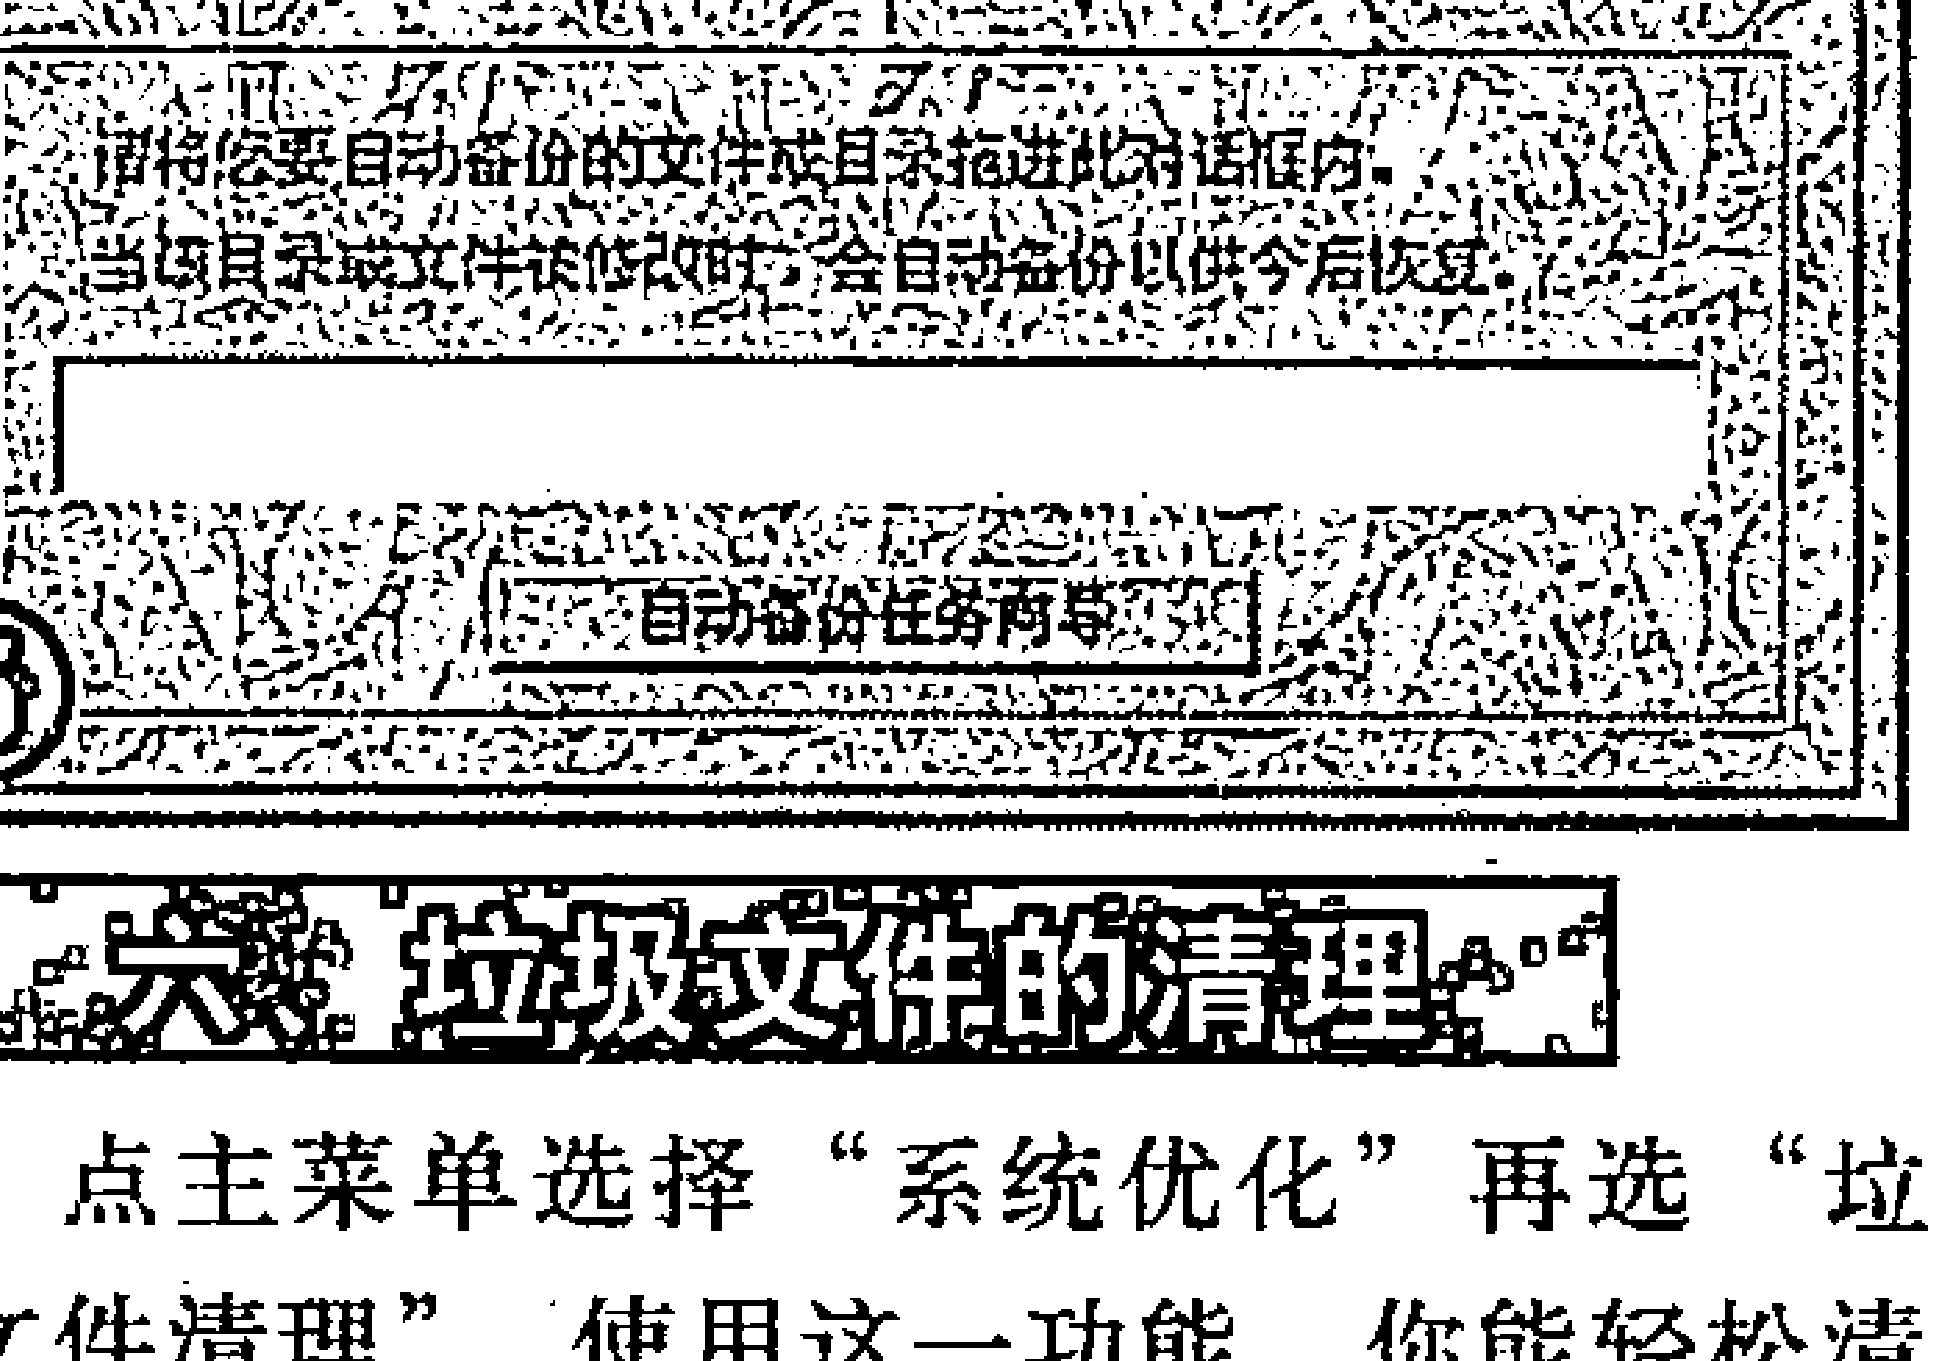 请将您要自动备份的文件或目录拖进此对话框内.
当四目录或文件该修改时,会自动备份以供今后恢复.
自动备份任务向导
六 垃圾文件的清理
点主菜单选择“系统优化”再选“垃
件清理” 使用这一功能 你能轻松清